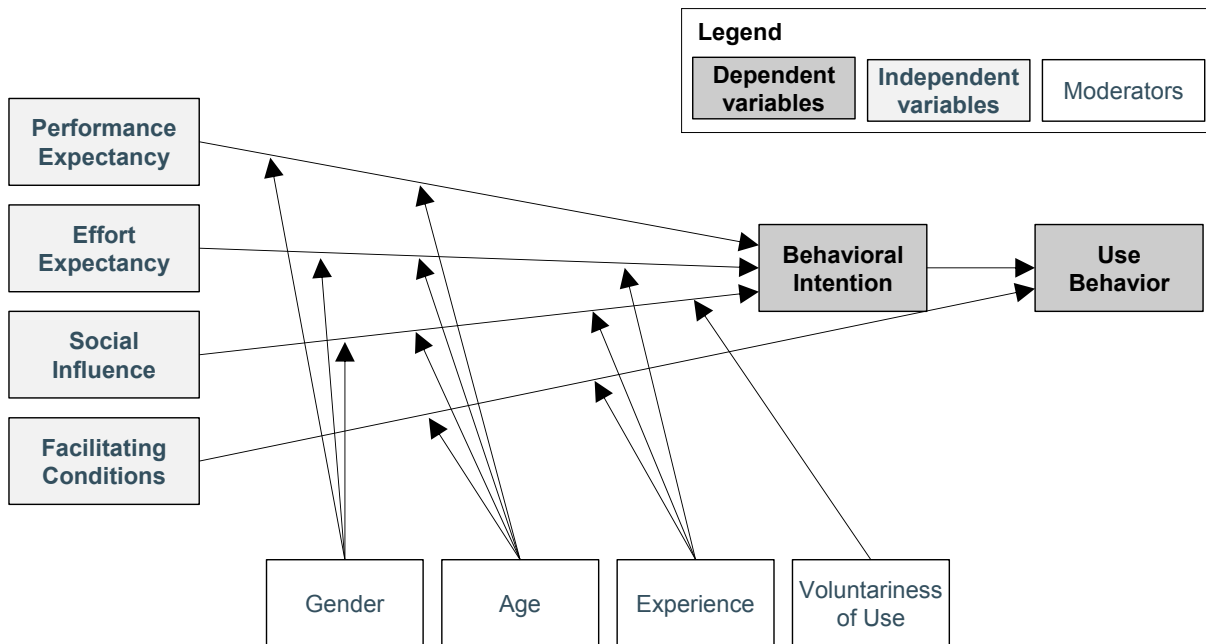 Legend
Dependent
variables
Independent
variables
Moderators
Performance
Expectancy
Effort
Expectancy
Social
Influence
Facilitating
Conditions
Behavioral
Intention
Use
Behavior
Gender
Age
Experience
Voluntariness
of Use